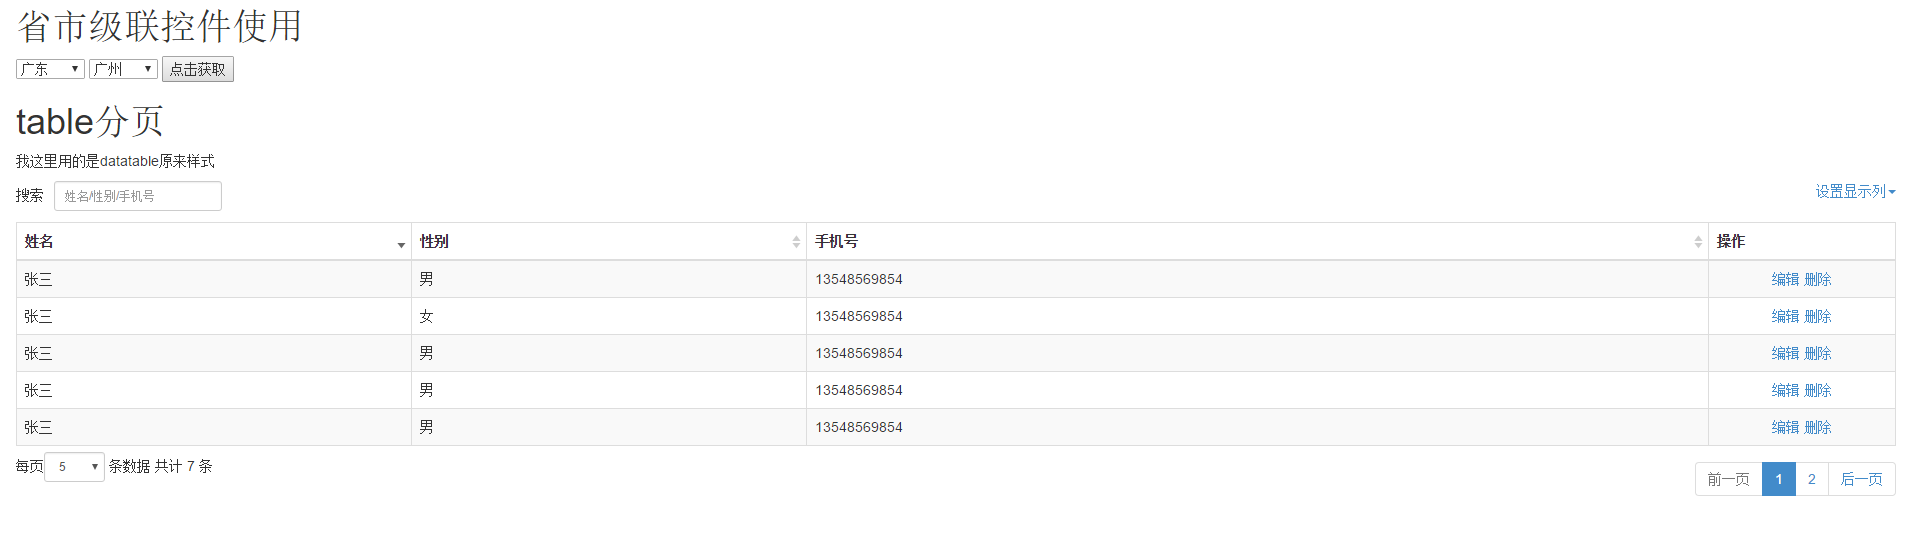 省市级联控件使用
广东 广州 点击获取
table分页
我这里用的是datatable原来样式
搜索 姓名/性别/手机号 设置显示列
姓名 性别 手机号 操作
张三 男 13548569854 编辑 删除
张三 女 13548569854 编辑 删除
张三 男 13548569854 编辑 删除
张三 男 13548569854 编辑 删除
张三 男 13548569854 编辑 删除
每页 5 条数据 共计 7 条 前一页 1 2 后一页